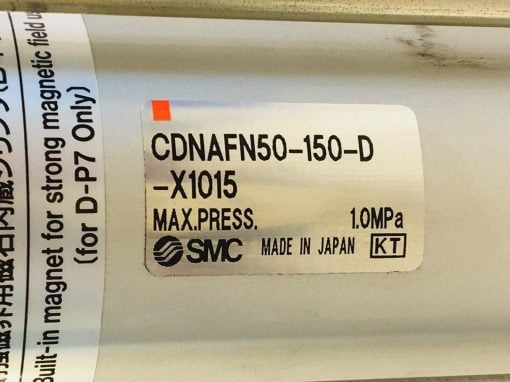 CDNAFN50-150-D
-X1015
MAX.PRESS. 1.0MPa
SMC MADE IN JAPAN KT
Built-in magnet for strong magnetic field
(for D-P7 Only)